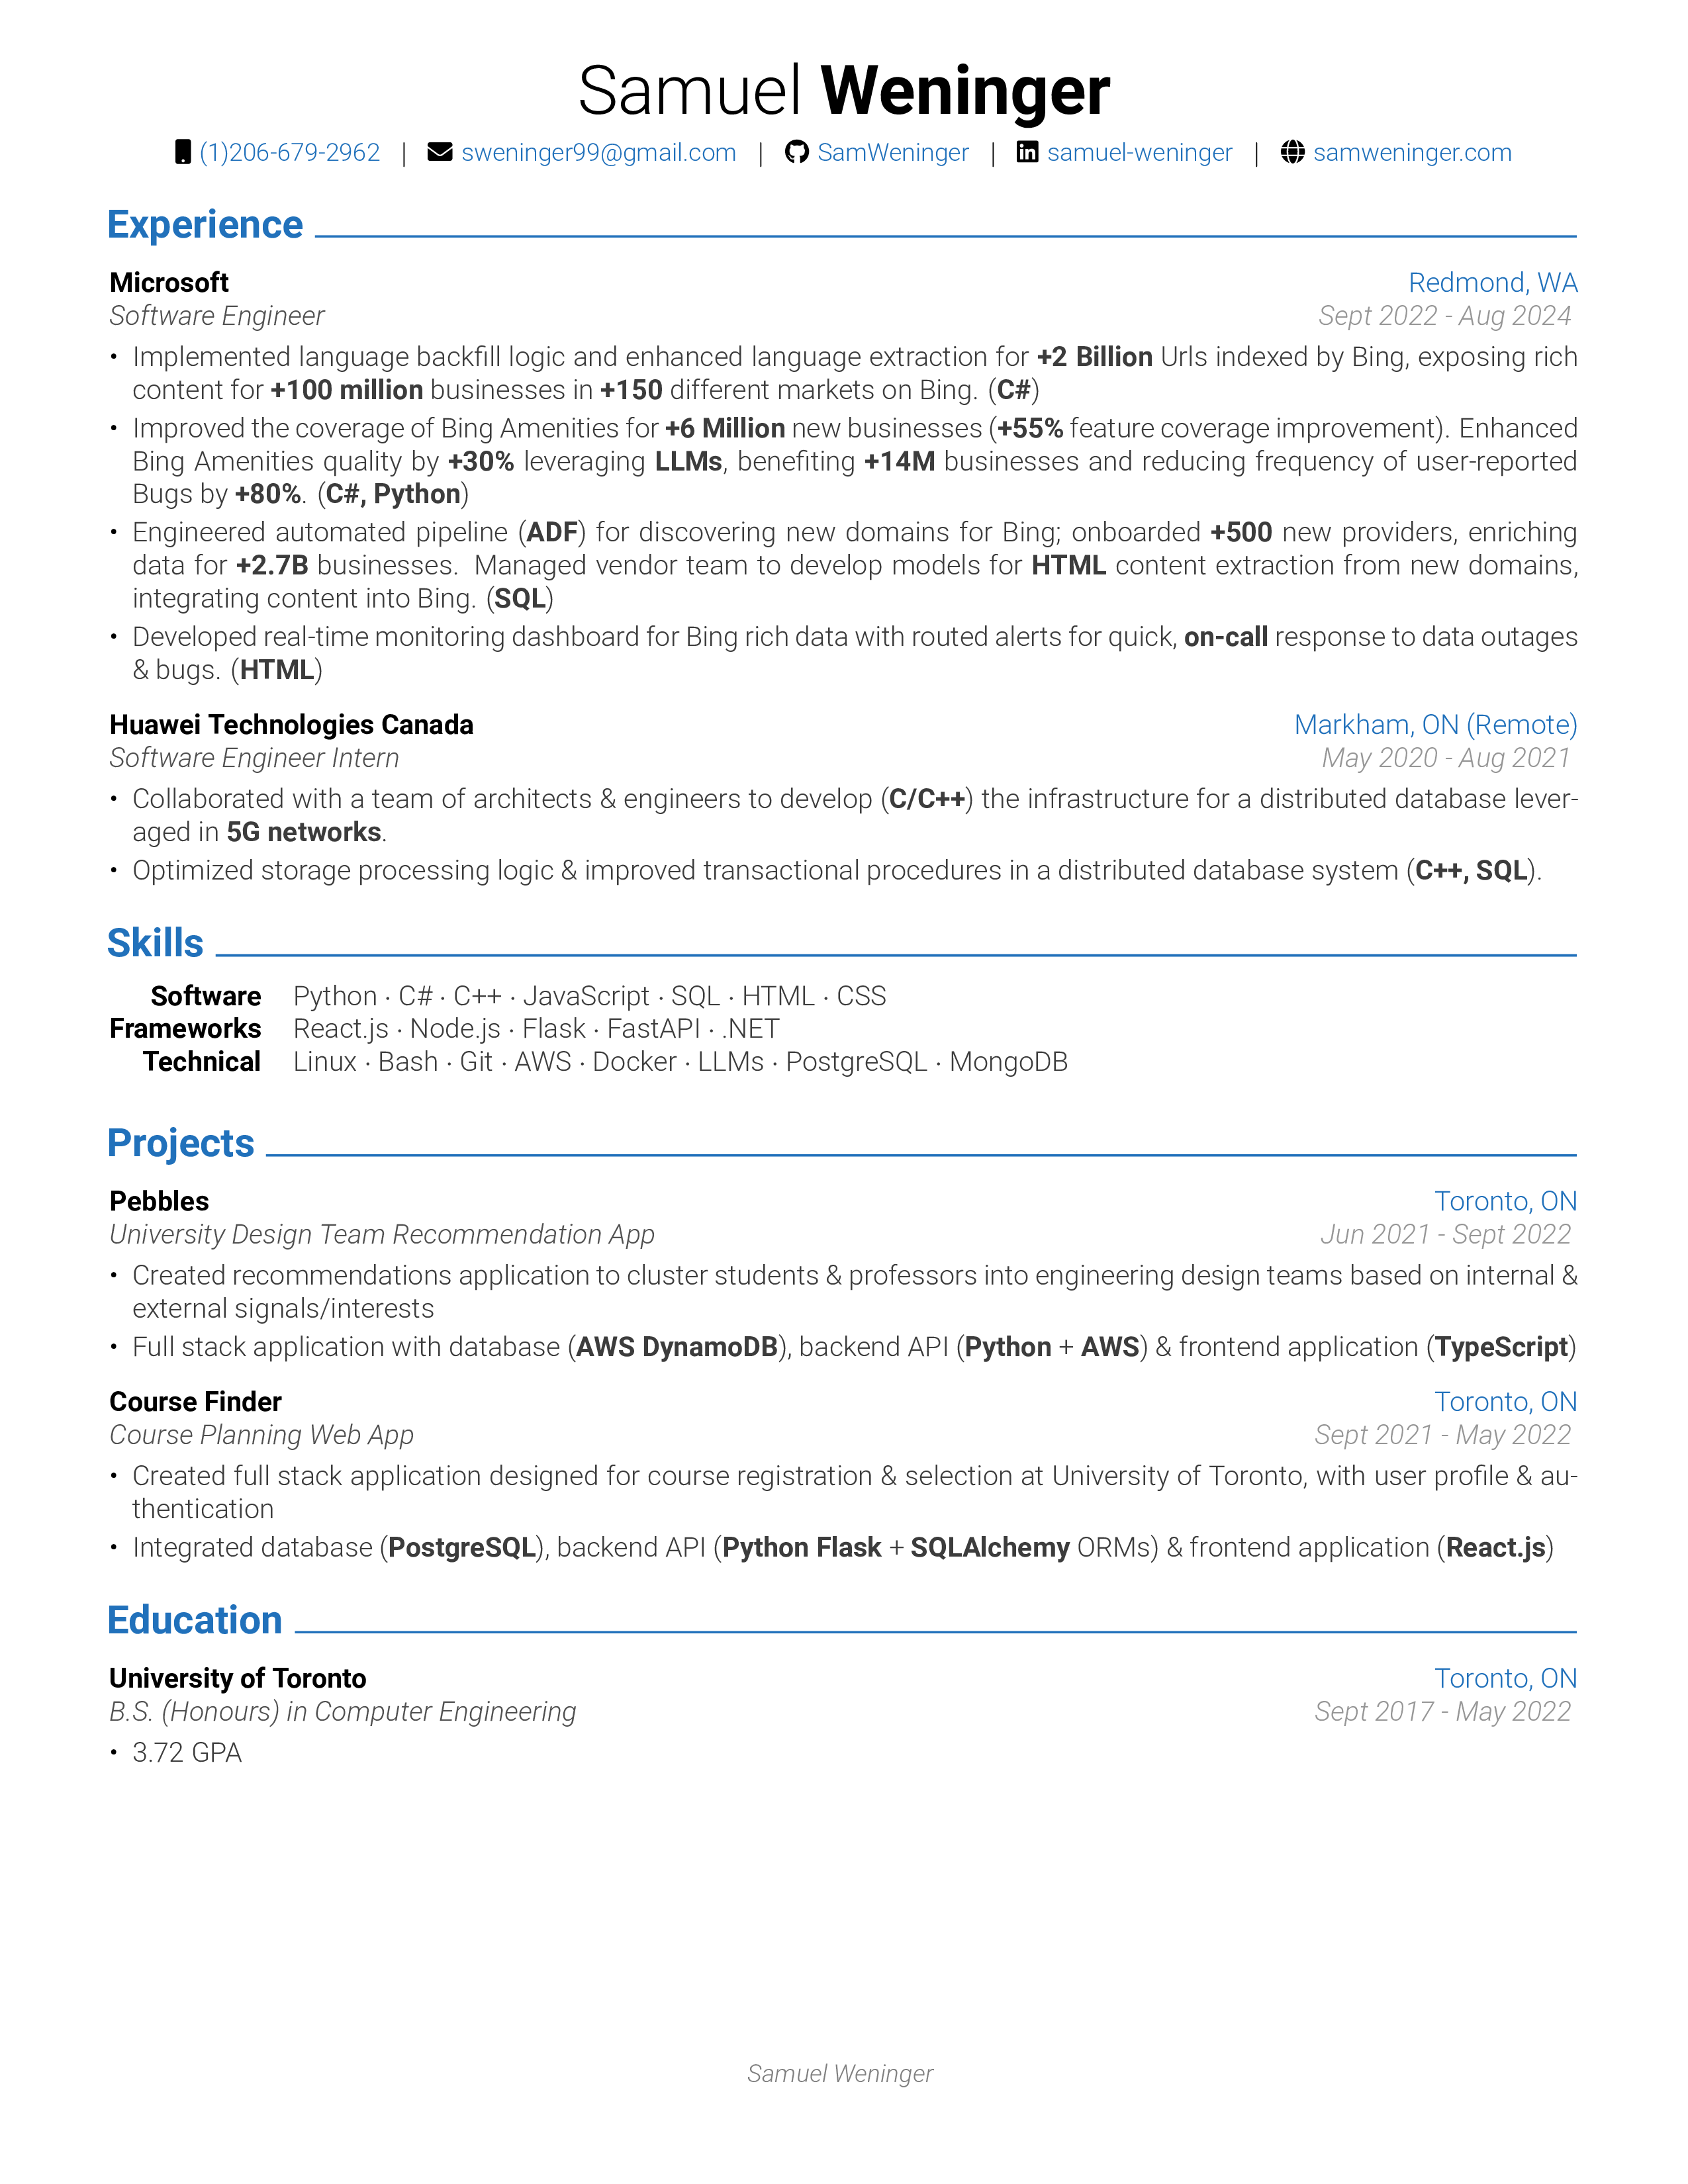 Samuel Weninger
(1)206-679-2962 | sweninger99@gmail.com | SamWeninger | samuel-weninger | samweninger.com
Experience
Microsoft Redmond, WA
Software Engineer Sept 2022 - Aug 2024
• Implemented language backfill logic and enhanced language extraction for +2 Billion Urls indexed by Bing, exposing rich
content for +100 million businesses in +150 different markets on Bing. (C#)
• Improved the coverage of Bing Amenities for +6 Million new businesses (+55% feature coverage improvement). Enhanced
Bing Amenities quality by +30% leveraging LLMs, benefiting +14M businesses and reducing frequency of user-reported
Bugs by +80%. (C#, Python)
• Engineered automated pipeline (ADF) for discovering new domains for Bing; onboarded +500 new providers, enriching
data for +2.7B businesses. Managed vendor team to develop models for HTML content extraction from new domains,
integrating content into Bing. (SQL)
• Developed real-time monitoring dashboard for Bing rich data with routed alerts for quick, on-call response to data outages
& bugs. (HTML)
Huawei Technologies Canada Markham, ON (Remote)
Software Engineer Intern May 2020 - Aug 2021
• Collaborated with a team of architects & engineers to develop (C/C++) the infrastructure for a distributed database lever-
aged in 5G networks.
• Optimized storage processing logic & improved transactional procedures in a distributed database system (C++, SQL).
Skills
Software Python · C# · C++ · JavaScript · SQL · HTML · CSS
Frameworks React.js · Node.js · Flask · FastAPI · .NET
Technical Linux · Bash · Git · AWS · Docker · LLMs · PostgreSQL · MongoDB
Projects
Pebbles Toronto, ON
University Design Team Recommendation App Jun 2021 - Sept 2022
• Created recommendations application to cluster students & professors into engineering design teams based on internal &
external signals/interests
• Full stack application with database (AWS DynamoDB), backend API (Python + AWS) & frontend application (TypeScript)
Course Finder Toronto, ON
Course Planning Web App Sept 2021 - May 2022
• Created full stack application designed for course registration & selection at University of Toronto, with user profile & au-
thentication
• Integrated database (PostgreSQL), backend API (Python Flask + SQLAlchemy ORMs) & frontend application (React.js)
Education
University of Toronto Toronto, ON
B.S. (Honours) in Computer Engineering Sept 2017 - May 2022
• 3.72 GPA
Samuel Weninger